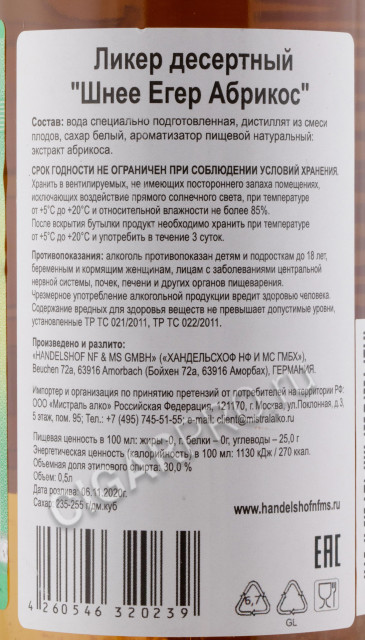 Ликер десертный
"Шнее Егер Абрикос"
Состав: вода специально подготовленная, дистиллят из смеси
плодов, сахар белый, ароматизатор пищевой натуральный:
экстракт абрикоса.
СРОК ГОДНОСТИ НЕ ОГРАНИЧЕН ПРИ СОБЛЮДЕНИИ УСЛОВИЙ ХРАНЕНИЯ.
Хранить в вентилируемых, не имеющих постороннего запаха помещениях,
исключающих воздействие прямого солнечного света, при температуре
от +5°С до +20°С и относительной влажности не более 85%.
После вскрытия бутылки продукт необходимо хранить при температуре
от +5°С до +20°С и употребить в течение 3 суток.
Противопоказания: алкоголь противопоказан детям и подросткам до 18 лет,
беременным и кормящим женщинам, лицам с заболеваниями центральной
нервной системы, почек, печени и других органов пищеварения.
Чрезмерное употребление алкогольной продукции вредит здоровью человека.
Содержание вредных для здоровья веществ не превышает допустимые уровни,
установленные ТР ТС 021/2011, ТР ТС 022/2011.
Произведено и разлито:
«HANDELSHOF NF & MS GMBH» («ХАНДЕЛЬСХОФ НФ И МС ГМБХ»),
Beuchen 72a, 63916 Amorbach (Бойхен 72а, 63916 Аморбах), ГЕРМАНИЯ.
Импортер и организация по принятию претензий от потребителей на территории РФ:
ООО «Мистраль алко» Российская Федерация, 121170, г. Москва, ул.Поклонная, д.3,
5 этаж, пом. 95; Тел.: +7 (495) 745-51-55; e-mail: client@mistralalko.ru
Пищевая ценность в 100 мл: жиры -0, г, белки –0г; углеводы – 25,0 г
Энергетическая ценность (калорийность), в 100 мл: 1130 кДж / 270 ккал.
Объемная доля этилового спирта: 30,0 %
Объем: 0,5л
Дата розлива: 16.11.2020г.
Сахар: 235-255 г/дм.куб
www.handelshofnfms.ru
EAC
4 260546 320239
6,7
GL